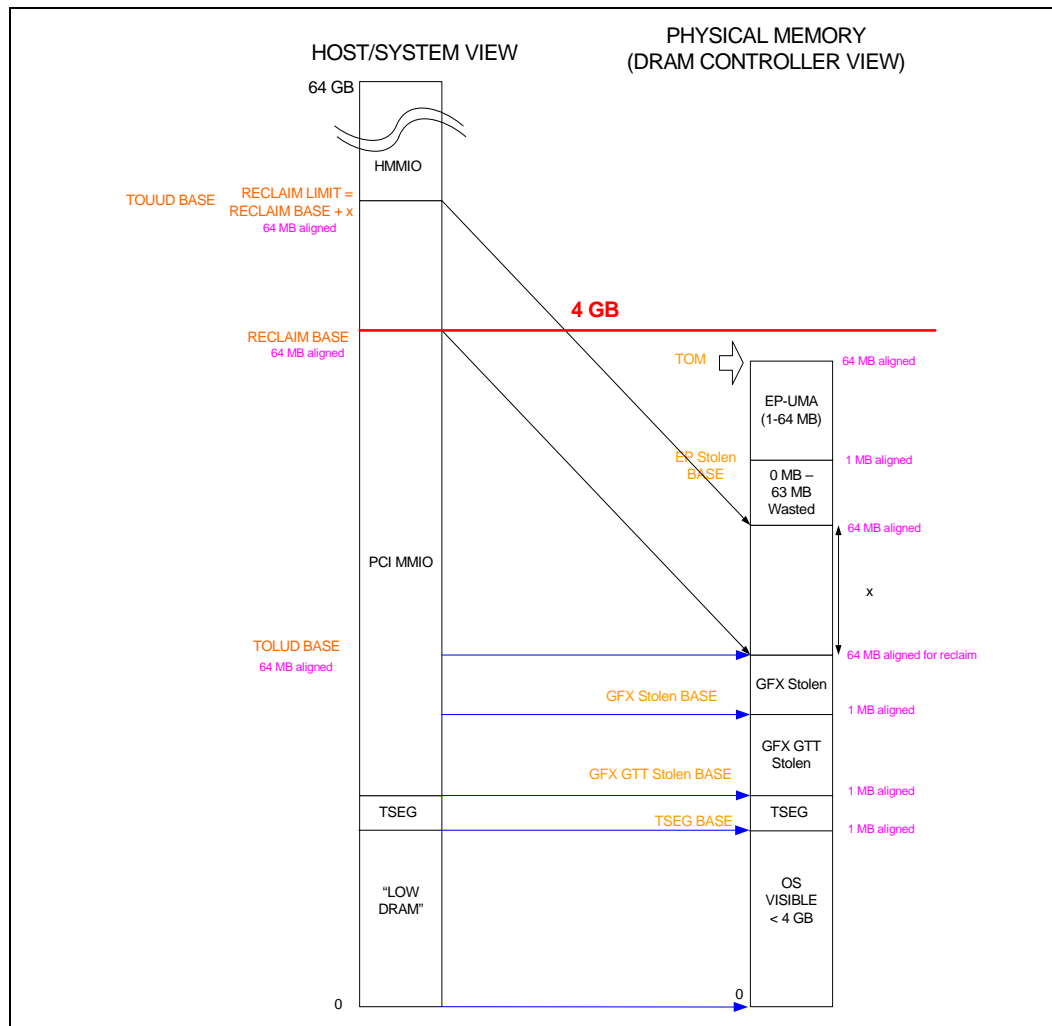 HOST/SYSTEM VIEW
PHYSICAL MEMORY
(DRAM CONTROLLER VIEW)
64 GB
HMMIO
TOUUD BASE
RECLAIM LIMIT =
RECLAIM BASE + x
64 MB aligned
4 GB
RECLAIM BASE
64 MB aligned
TOM
64 MB aligned
EP-UMA
(1-64 MB)
EP Stolen
BASE
1 MB aligned
0 MB –
63 MB
Wasted
64 MB aligned
PCI MMIO
x
TOLUD BASE
64 MB aligned
64 MB aligned for reclaim
GFX Stolen
GFX Stolen BASE
1 MB aligned
GFX GTT
Stolen
GFX GTT Stolen BASE
1 MB aligned
TSEG
TSEG
TSEG BASE
1 MB aligned
“LOW
DRAM”
OS
VISIBLE
< 4 GB
0
0